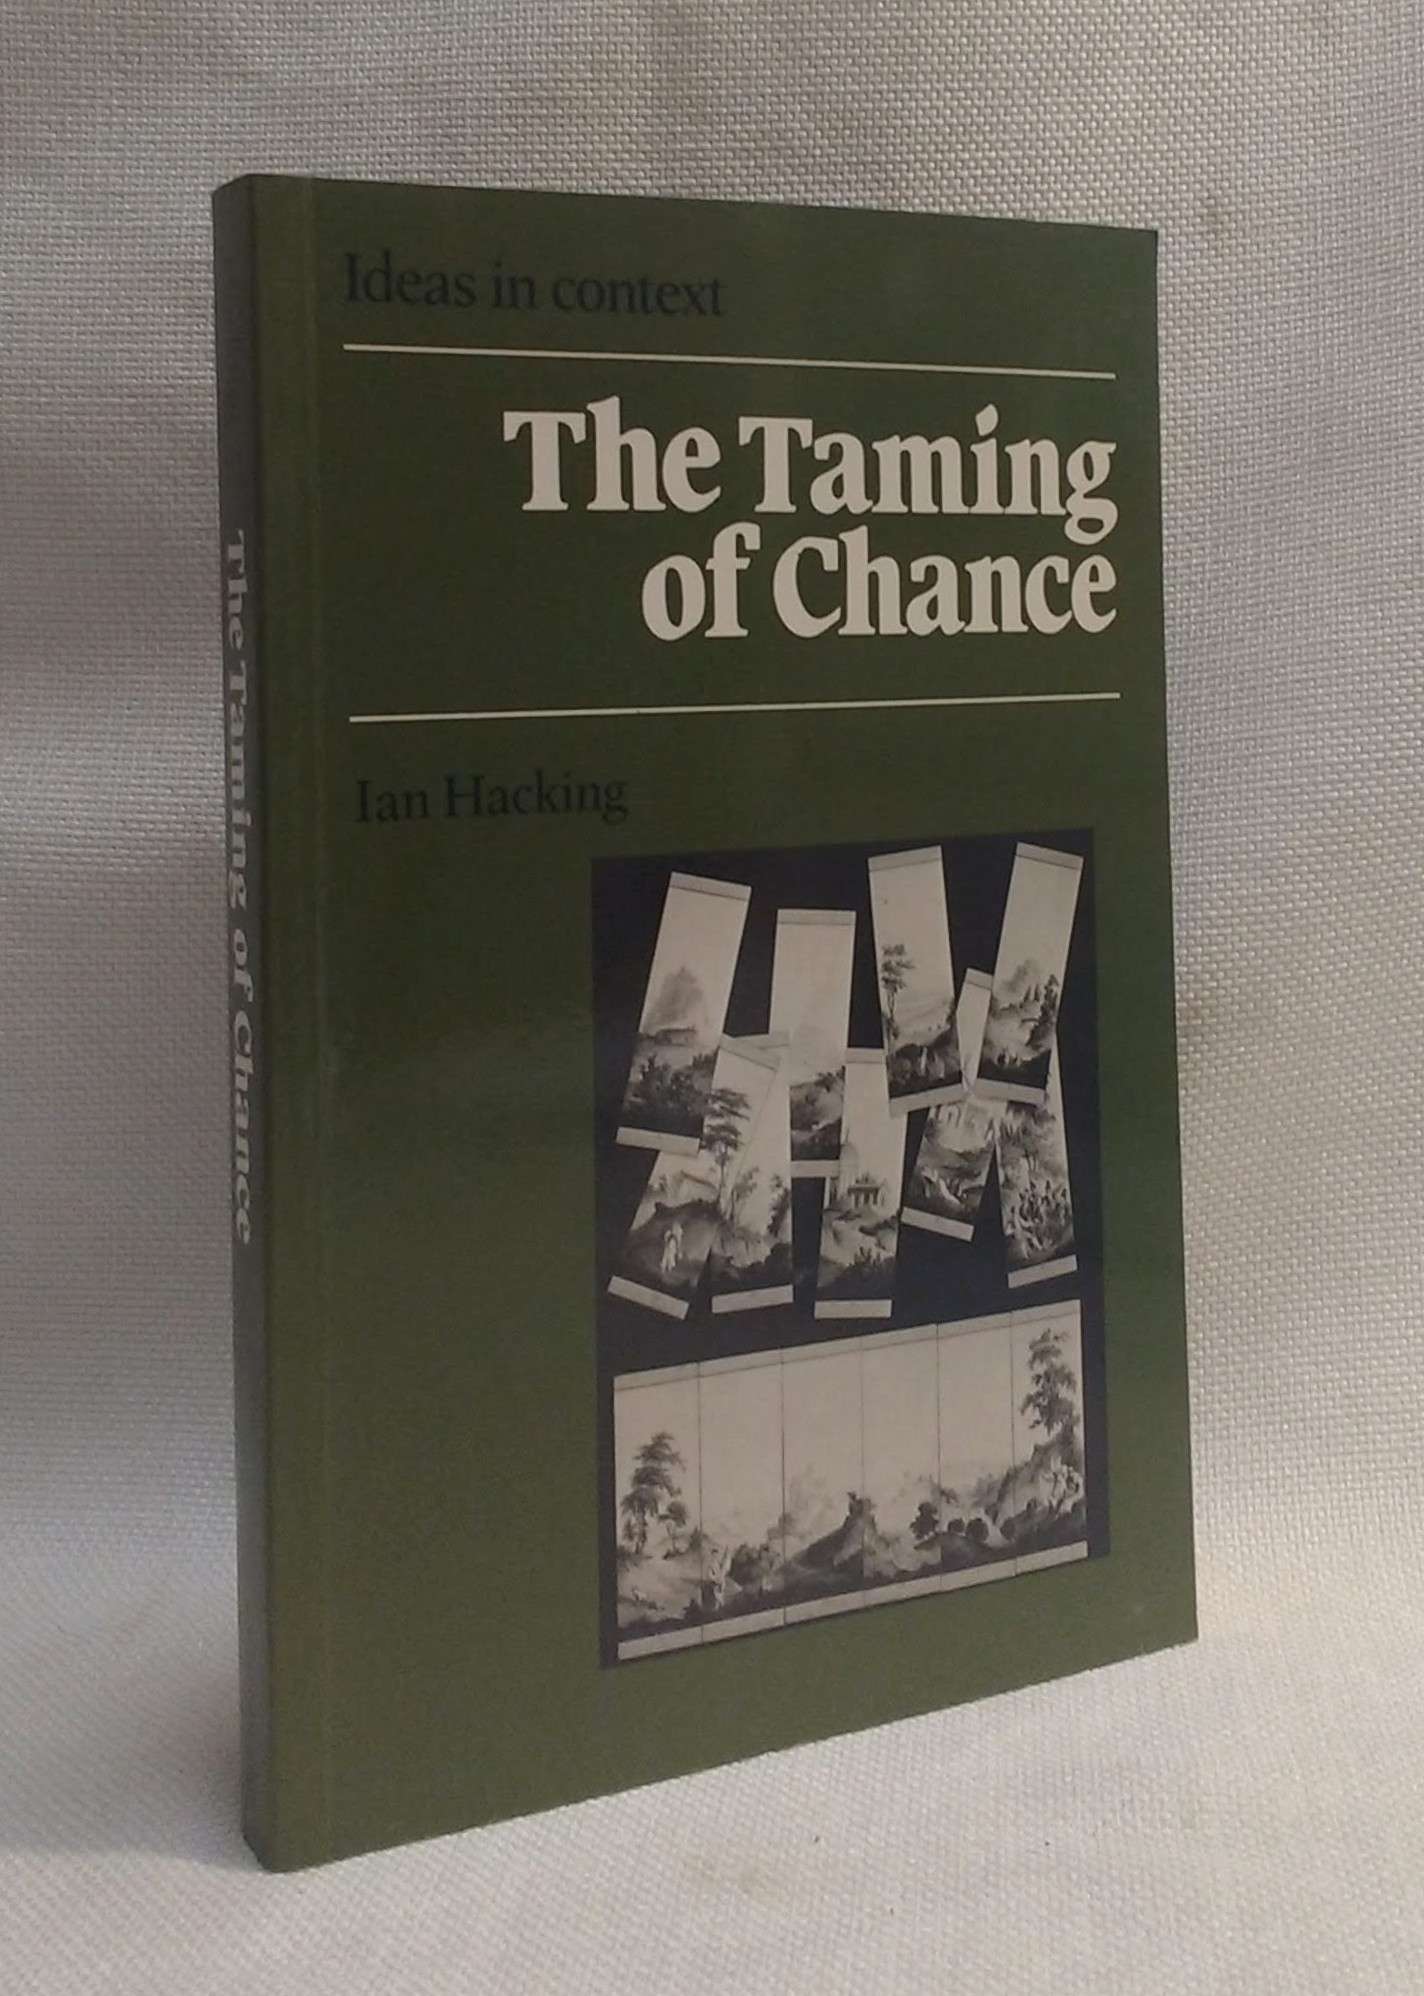 Ideas in context
The Taming
of Chance
Ian Hacking
The Taming of Chance